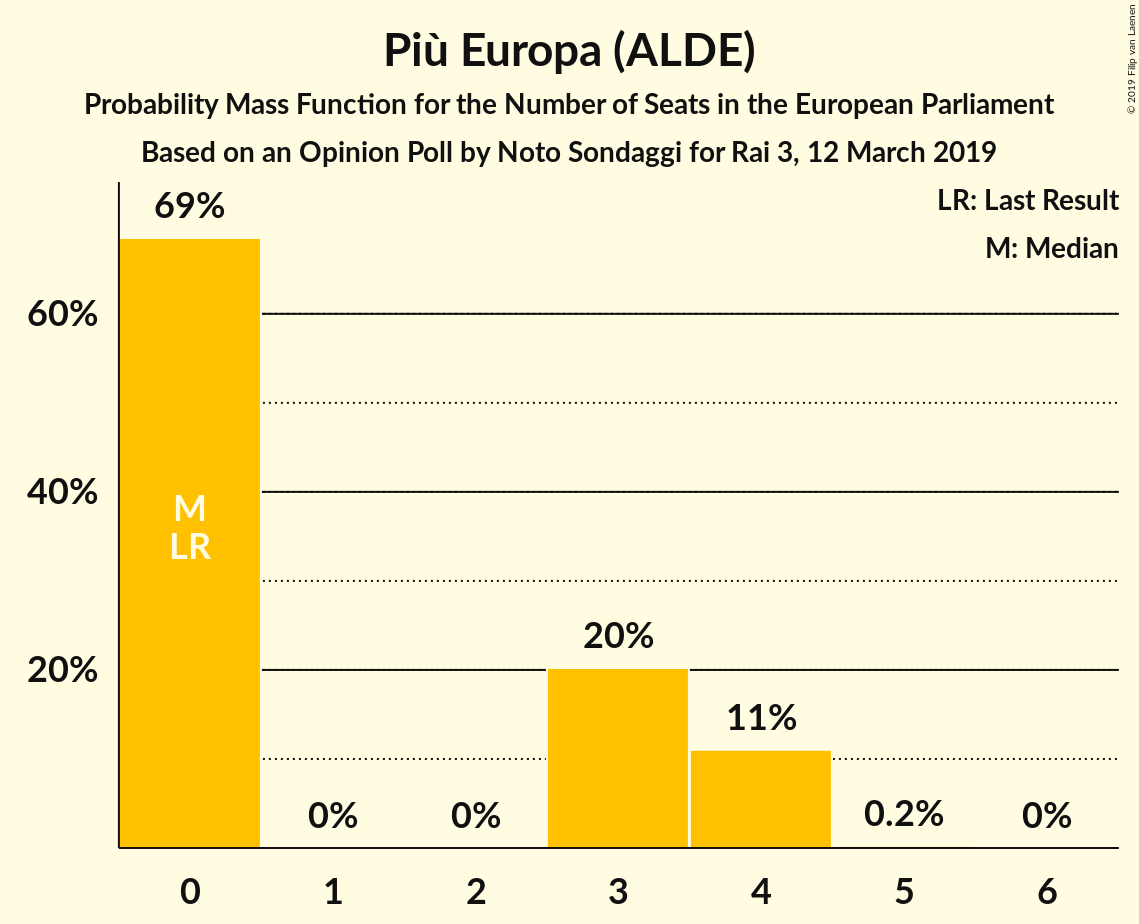 Più Europa (ALDE)
Probability Mass Function for the Number of Seats in the European Parliament
Based on an Opinion Poll by Noto Sondaggi for Rai 3, 12 March 2019
© 2019 Filip van Laenen
LR: Last Result
M: Median
69%
60%
40%
20%
M
LR
0%
0%
20%
11%
0.2%
0%
0 1 2 3 4 5 6